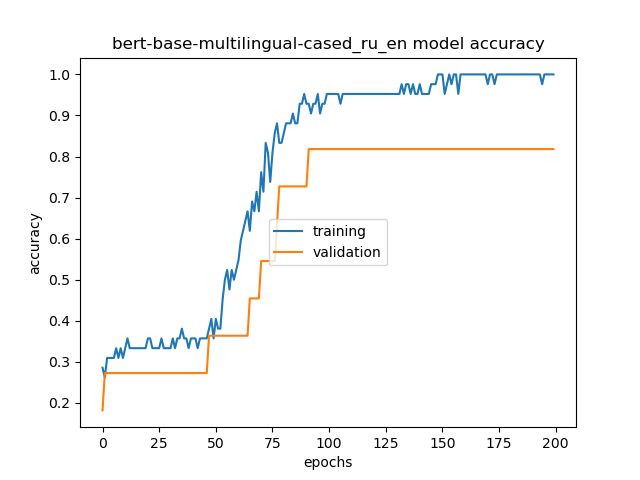 bert-base-multilingual-cased_ru_en model accuracy
1.0
0.9
0.8
0.7
0.6
0.5
0.4
0.3
0.2
accuracy
training
validation
0 25 50 75 100 125 150 175 200
epochs